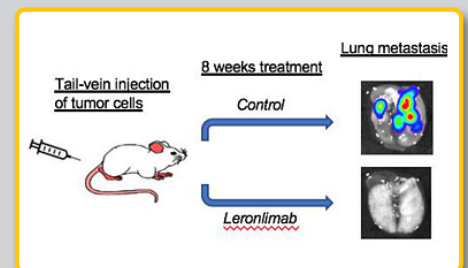 Tail-vein injection
of tumor cells
8 weeks treatment
Control
Leronlimab
Lung metastasis